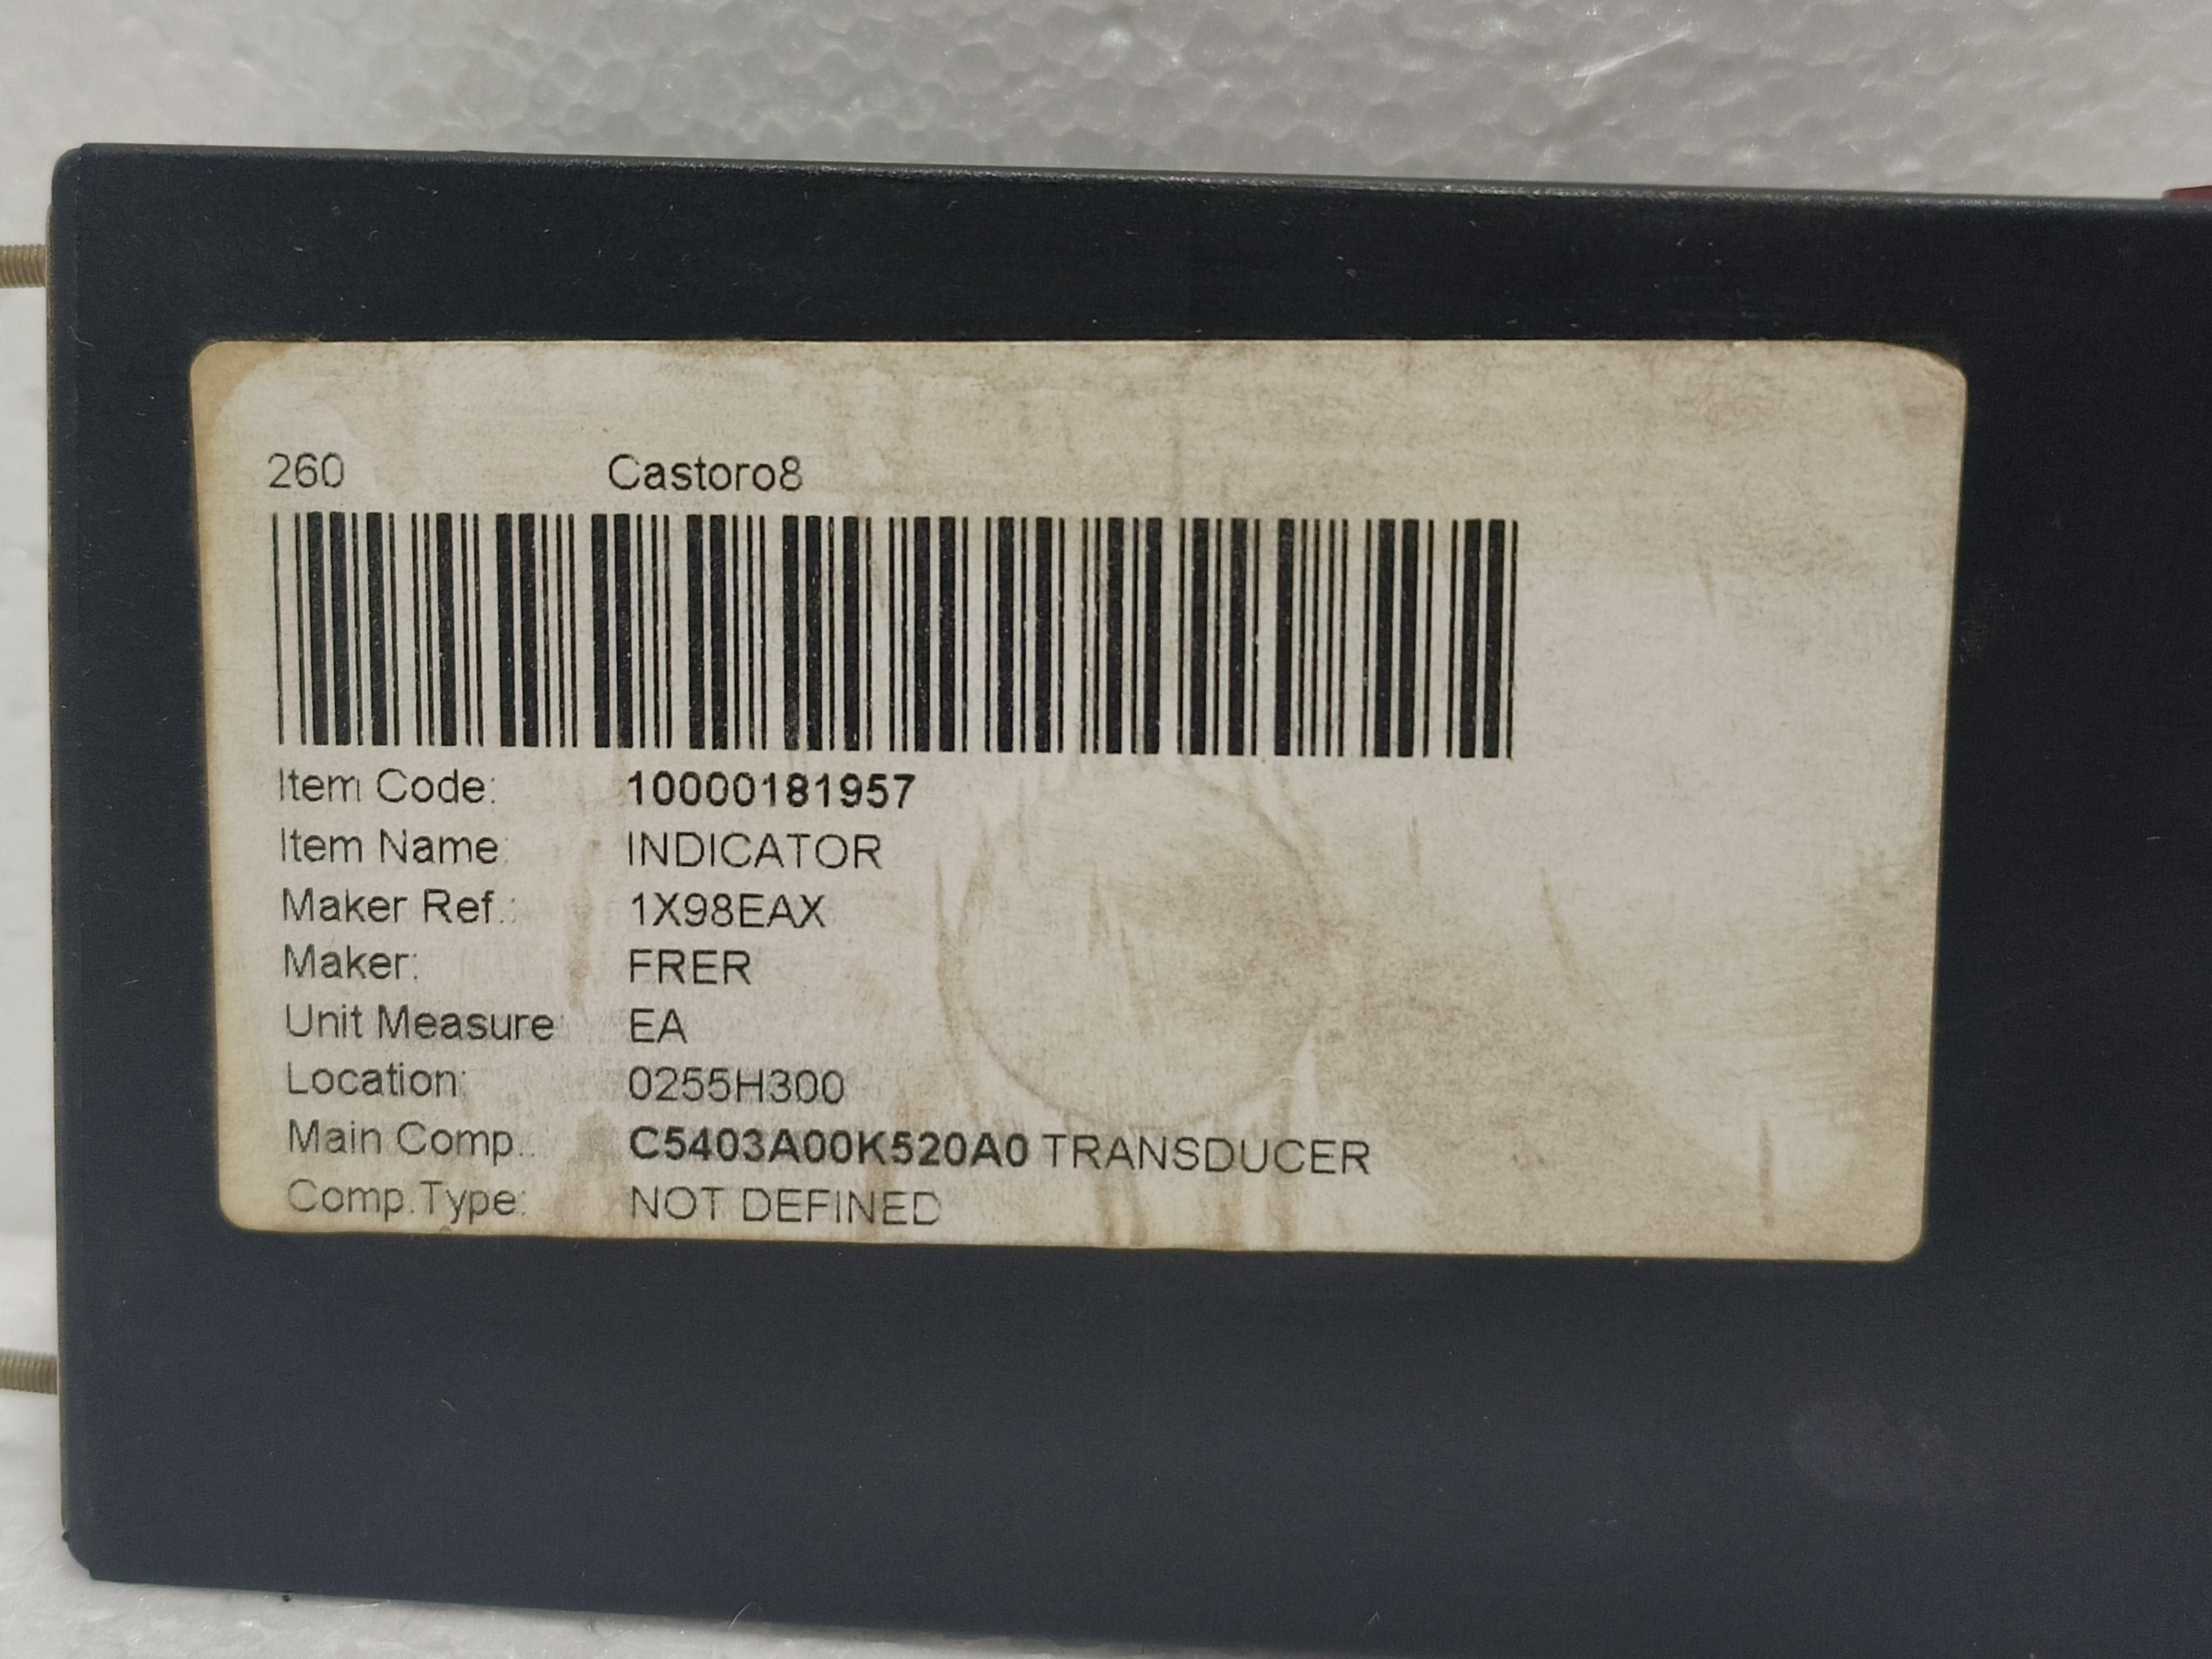 260 Castoro8
Item Code: 10000181957
Item Name: INDICATOR
Maker Ref.: 1X98EAX
Maker: FRER
Unit Measure: EA
Location: 0255H300
Main Comp.: C5403A00K520A0 TRANSDUCER
Comp.Type: NOT DEFINED